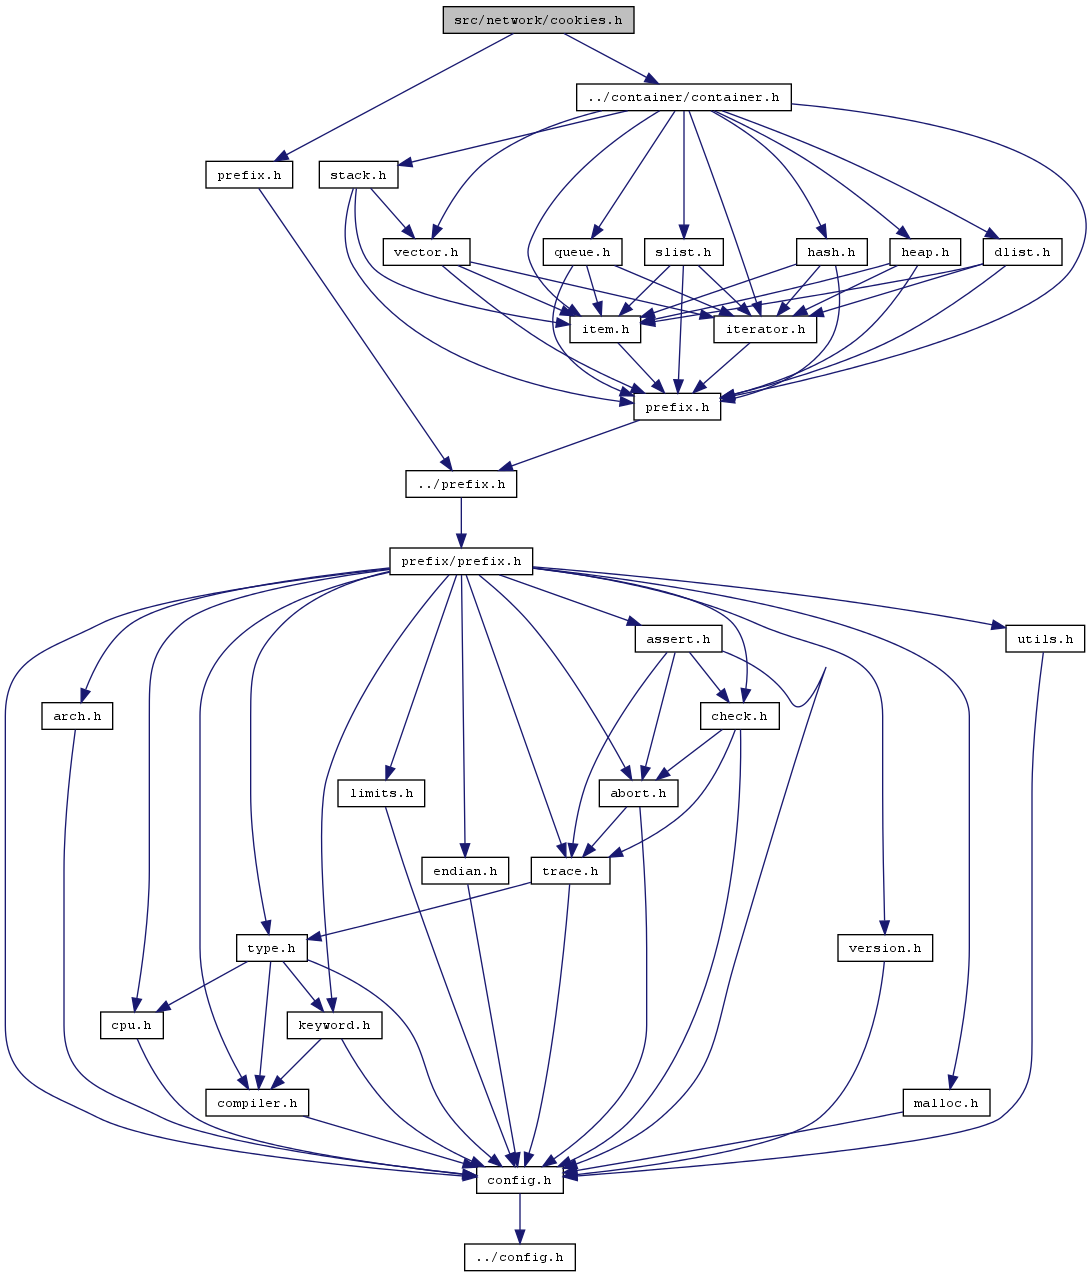 src/network/cookies.h
../container/container.h
prefix.h
stack.h
vector.h
queue.h
slist.h
hash.h
heap.h
dlist.h
item.h
iterator.h
prefix.h
../prefix.h
prefix/prefix.h
assert.h
utils.h
arch.h
check.h
limits.h
abort.h
endian.h
trace.h
type.h
version.h
cpu.h
keyword.h
compiler.h
malloc.h
config.h
../config.h